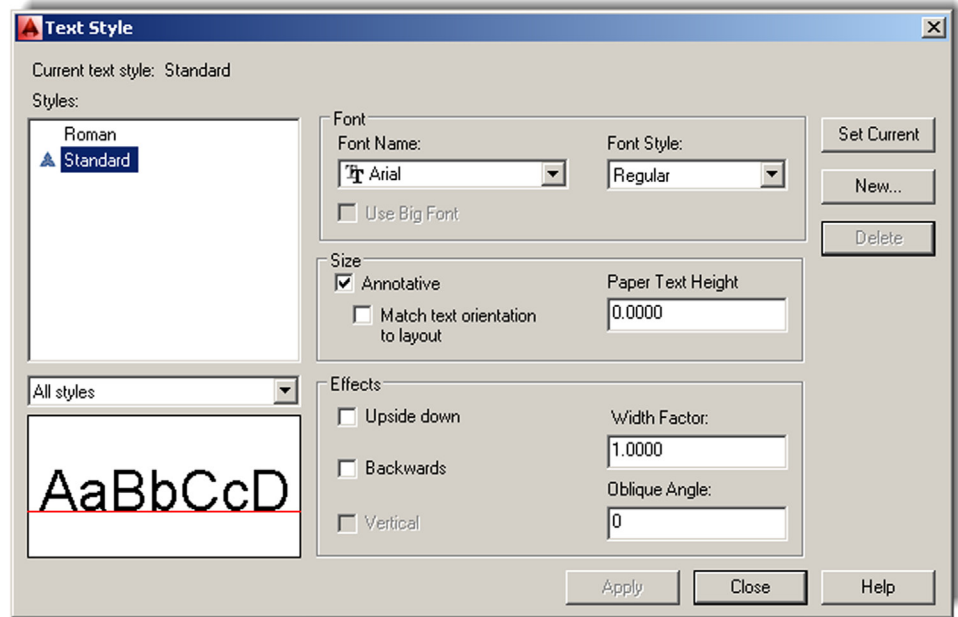 Text Style
Current text style: Standard
Styles:
Roman
Standard
All styles
AaBbCcD
Font
Font Name:
Arial
Font Style:
Regular
Use Big Font
Size
Annotative
Match text orientation
to layout
Paper Text Height
0.0000
Effects
Upside down
Backwards
Vertical
Width Factor:
1.0000
Oblique Angle:
0
Set Current
New...
Delete
Apply
Close
Help